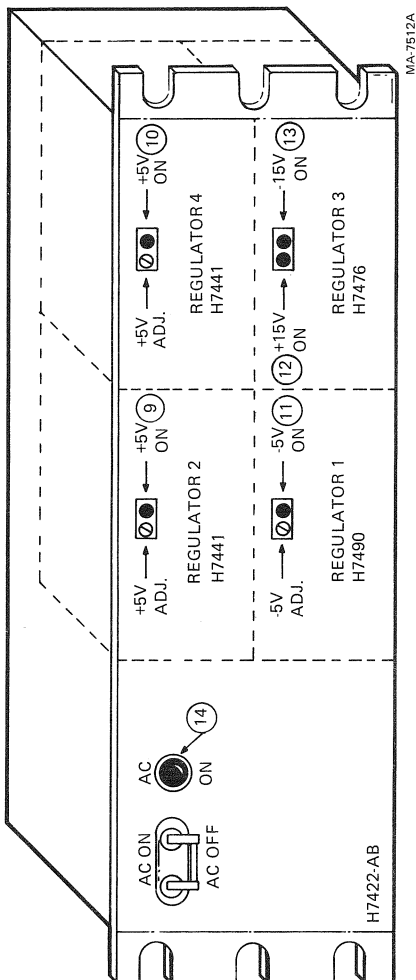 AC ON
AC OFF
AC
ON
14
H7422-AB
+5V
ADJ.
+5V
ON
9
REGULATOR 2
H7441
+5V
ADJ.
+5V
ON
10
REGULATOR 4
H7441
-5V
ADJ.
-5V
ON
11
REGULATOR 1
H7490
+15V
ON
12
-15V
ON
13
REGULATOR 3
H7476
MA-7512A